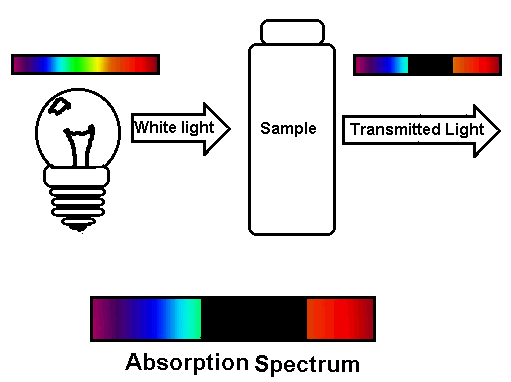 White light
Sample
Transmitted Light
Absorption Spectrum